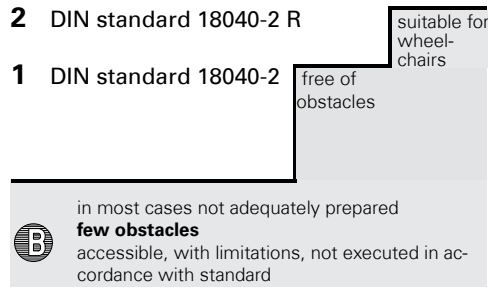 2 DIN standard 18040-2 R
suitable for
wheel-
chairs
1 DIN standard 18040-2
free of
obstacles
in most cases not adequately prepared
B
few obstacles
accessible, with limitations, not executed in ac-
cordance with standard